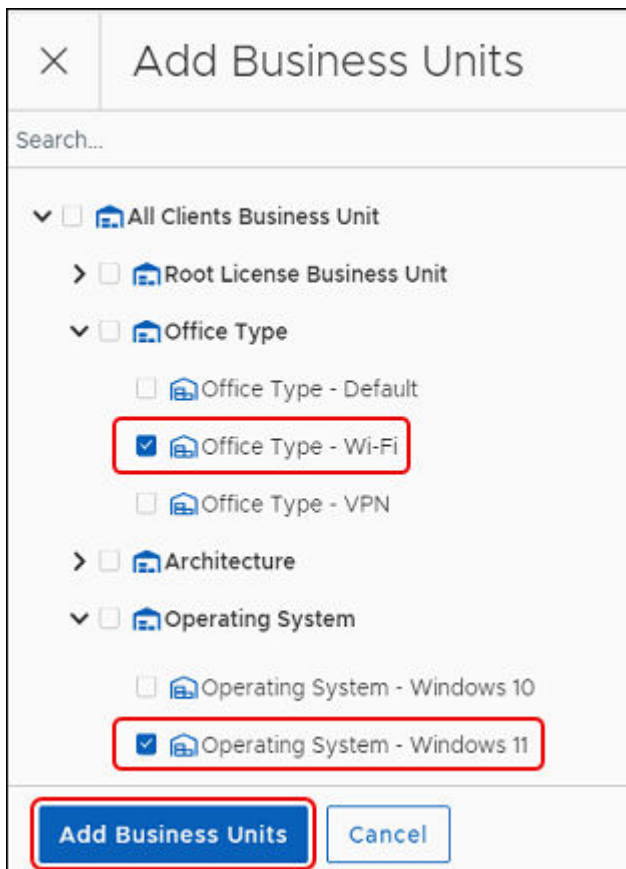 Add Business Units
Search...
All Clients Business Unit
Root License Business Unit
Office Type
Office Type - Default
Office Type - Wi-Fi
Office Type - VPN
Architecture
Operating System
Operating System - Windows 10
Operating System - Windows 11
Add Business Units
Cancel